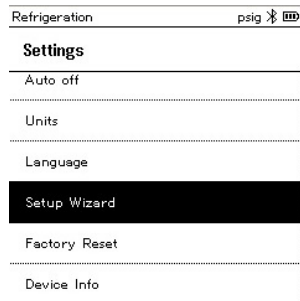 Refrigeration psig
Settings
Auto off
Units
Language
Setup Wizard
Factory Reset
Device Info